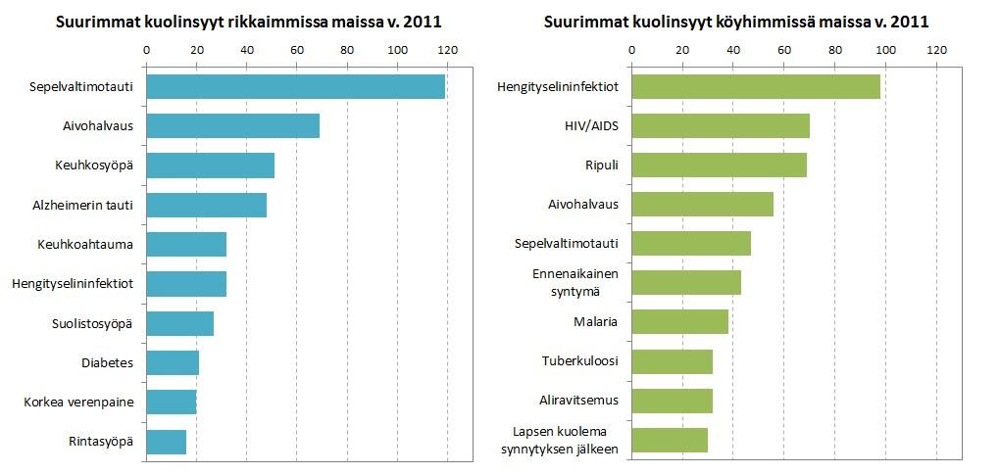 Suurimmat kuolinsyyt rikkaimmissa maissa v. 2011
0 20 40 60 80 100 120
Sepelvaltimotauti
Aivohalvaus
Keuhkosyöpä
Alzheimerin tauti
Keuhkoahtauma
Hengityselininfektiot
Suolistosyöpä
Diabetes
Korkea verenpaine
Rintasyöpä
Suurimmat kuolinsyyt köyhimmissä maissa v. 2011
0 20 40 60 80 100 120
Hengityselininfektiot
HIV/AIDS
Ripuli
Aivohalvaus
Sepelvaltimotauti
Ennenaikainen
syntymä
Malaria
Tuberkuloosi
Aliravitsemus
Lapsen kuolema
synnytyksen jälkeen